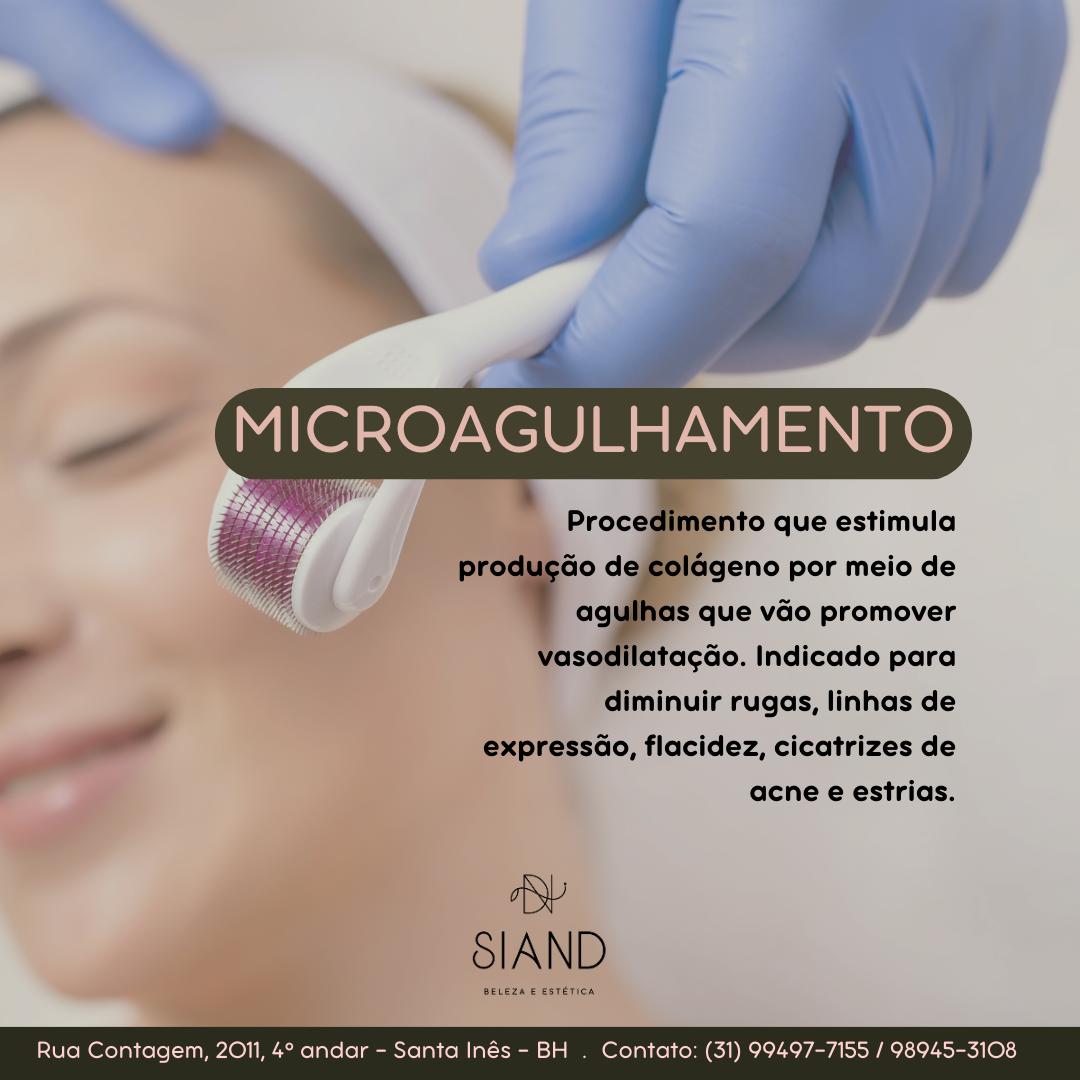 MICROAGULHAMENTO
Procedimento que estimula
produção de colágeno por meio de
agulhas que vão promover
vasodilatação. Indicado para
diminuir rugas, linhas de
expressão, flacidez, cicatrizes de
acne e estrias.
SIAND
BELEZA E ESTÉTICA
Rua Contagem, 2011, 4º andar - Santa Inês - BH . Contato: (31) 99497-7155 / 98945-3108